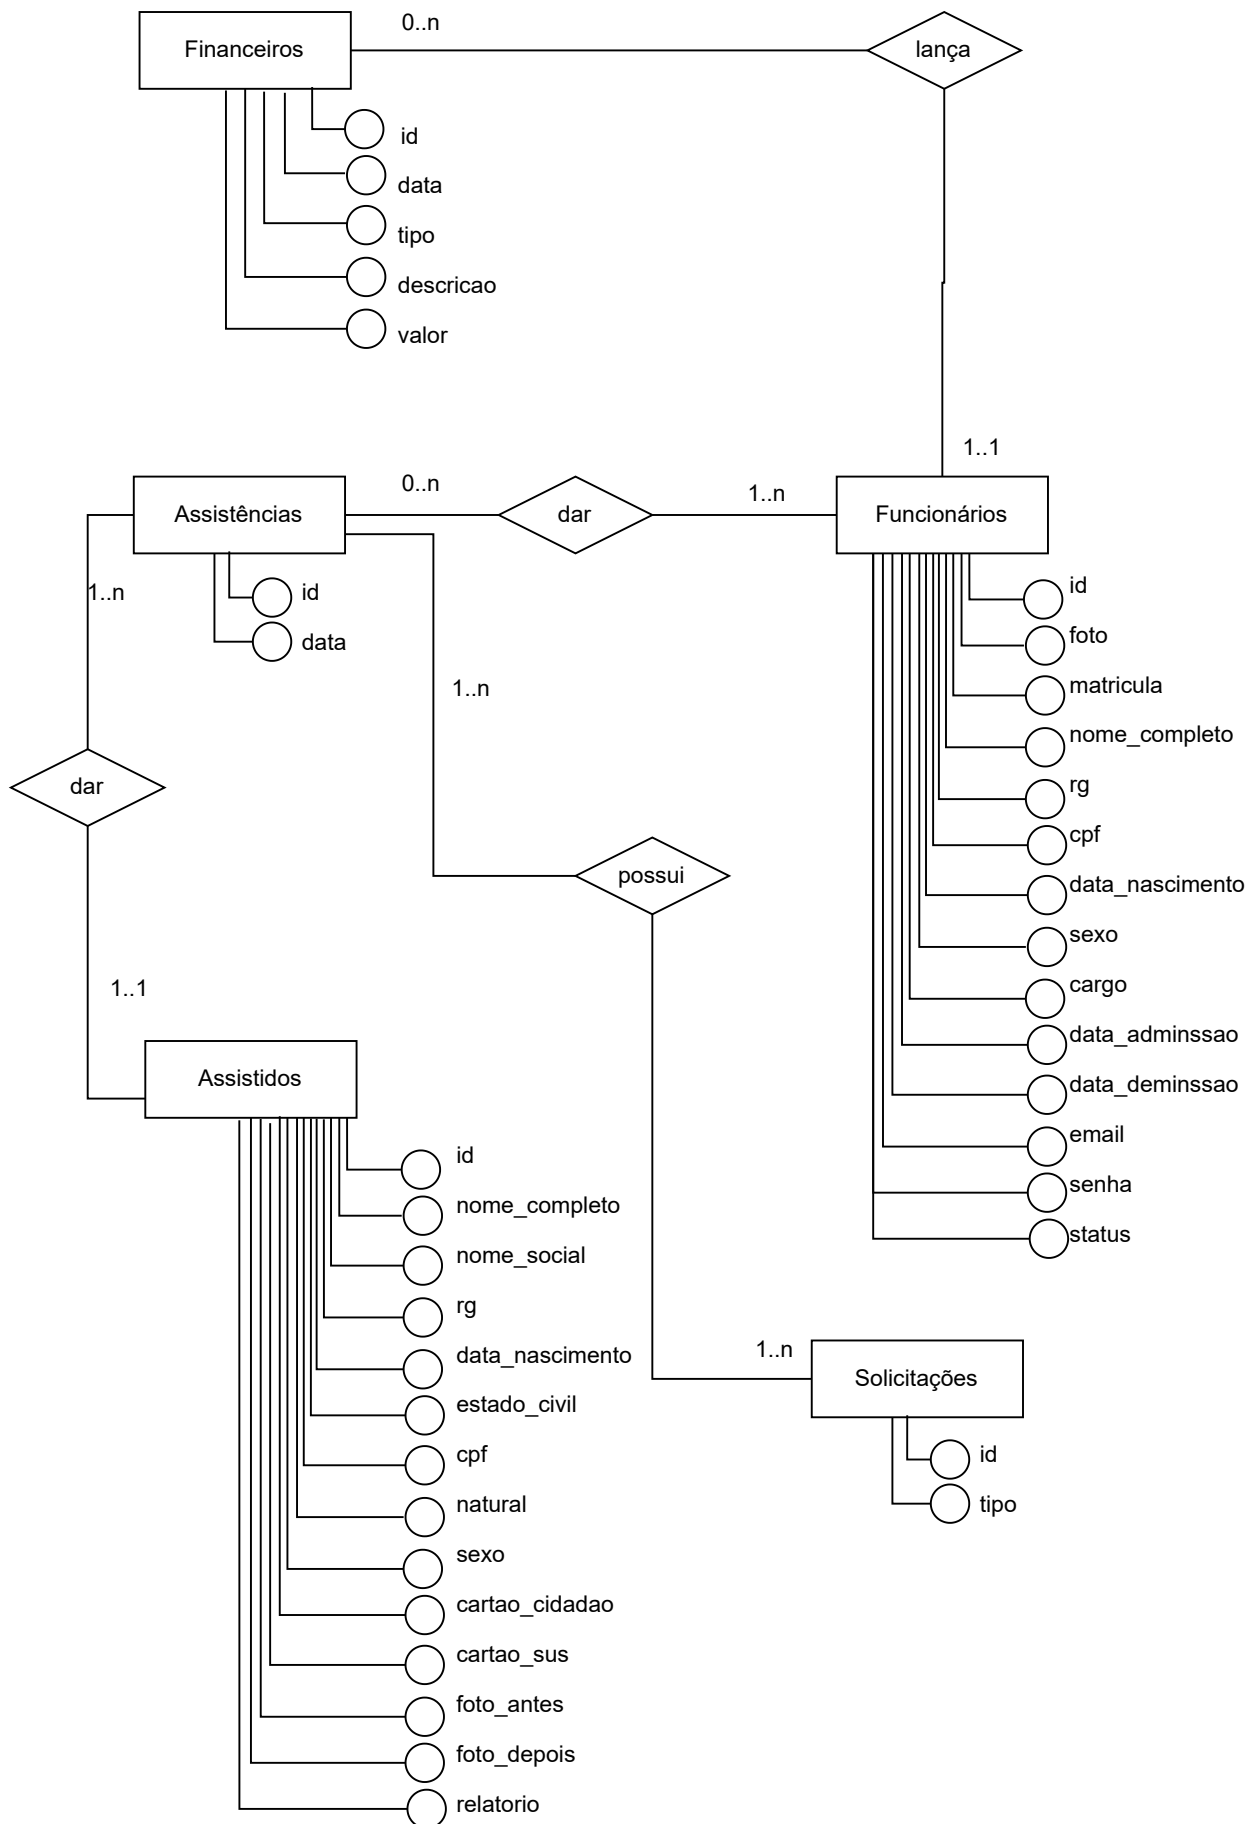 0..n
Financeiros
lança
id
data
tipo
descricao
valor
1..1
0..n
1..n
Assistências
dar
Funcionários
1..n
id
data
id
foto
matricula
nome_completo
rg
cpf
data_nascimento
sexo
cargo
data_adminssao
data_deminssao
email
senha
status
1..n
dar
possui
1..1
Assistidos
id
nome_completo
nome_social
rg
data_nascimento
estado_civil
cpf
natural
sexo
cartao_cidadao
cartao_sus
foto_antes
foto_depois
relatorio
1..n
Solicitações
id
tipo